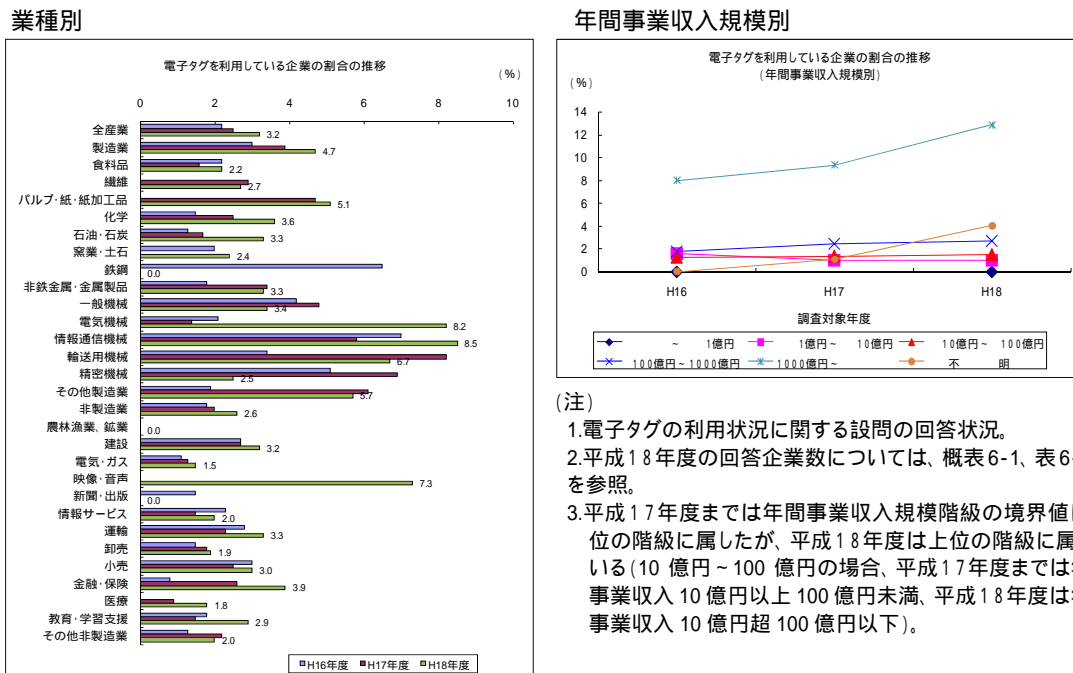 業種別
電子タグを利用している企業の割合の推移
(%)
0 2 4 6 8 10
全産業 3.2
製造業 4.7
食料品 2.2
繊維 2.7
パルプ・紙・紙加工品 5.1
化学 3.6
石油・石炭 3.3
窯業・土石 2.4
鉄鋼 0.0
非鉄金属・金属製品 3.3
一般機械 3.4
電気機械 8.2
情報通信機械 8.5
輸送用機械 6.7
精密機械 2.5
その他製造業 5.7
非製造業 2.6
農林漁業、鉱業 0.0
建設 3.2
電気・ガス 1.5
映像・音声 7.3
新聞・出版 0.0
情報サービス 2.0
運輸 3.3
卸売 1.9
小売 3.0
金融・保険 3.9
医療 1.8
教育・学習支援 2.9
その他非製造業 2.0
H16年度 H17年度 H18年度
年間事業収入規模別
電子タグを利用している企業の割合の推移
(年間事業収入規模別)
(%)
14
12
10
8
6
4
2
0
H16 H17 H18
調査対象年度
~ 1億円 1億円~ 10億円 10億円~ 100億円
100億円~1000億円 1000億円~ 不 明
(注)
1.電子タグの利用状況に関する設問の回答状況。
2.平成18年度の回答企業数については、概表6-1、表6-
を参照。
3.平成17年度までは年間事業収入規模階級の境界値
位の階級に属したが、平成18年度は上位の階級に属
いる(10 億円~100 億円の場合、平成17年度までは
事業収入 10 億円以上 100 億円未満、平成18年度は
事業収入 10 億円超 100 億円以下)。